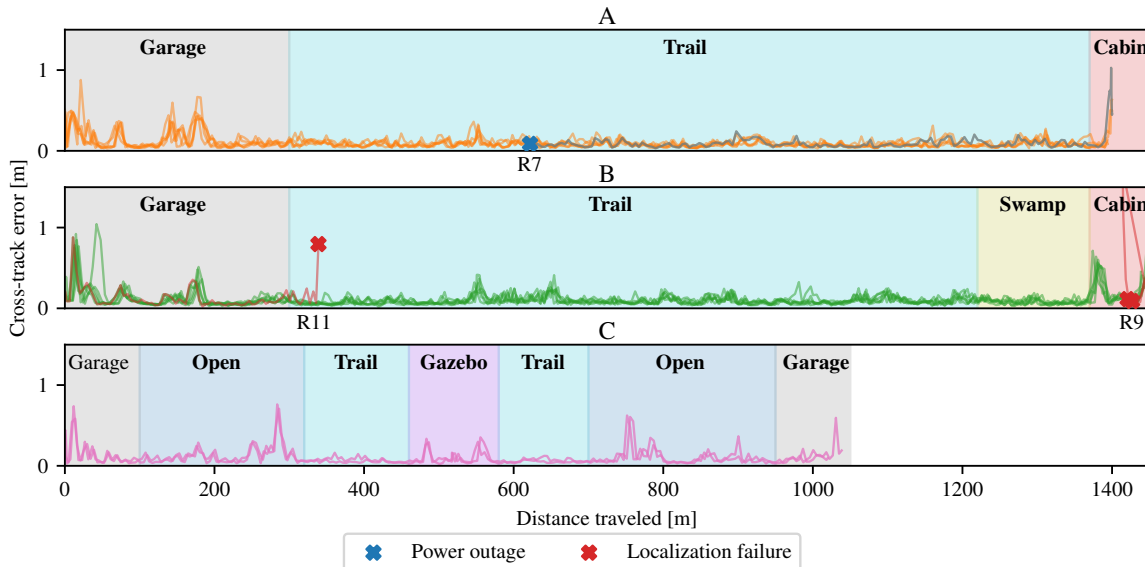 A
Garage Trail Cabin
1
0
R7
B
Garage Trail Swamp Cabin
1
0
R11 R9
Cross-track error [m]
C
Garage Open Trail Gazebo Trail Open Garage
1
0
0 200 400 600 800 1000 1200 1400
Distance traveled [m]
Power outage Localization failure